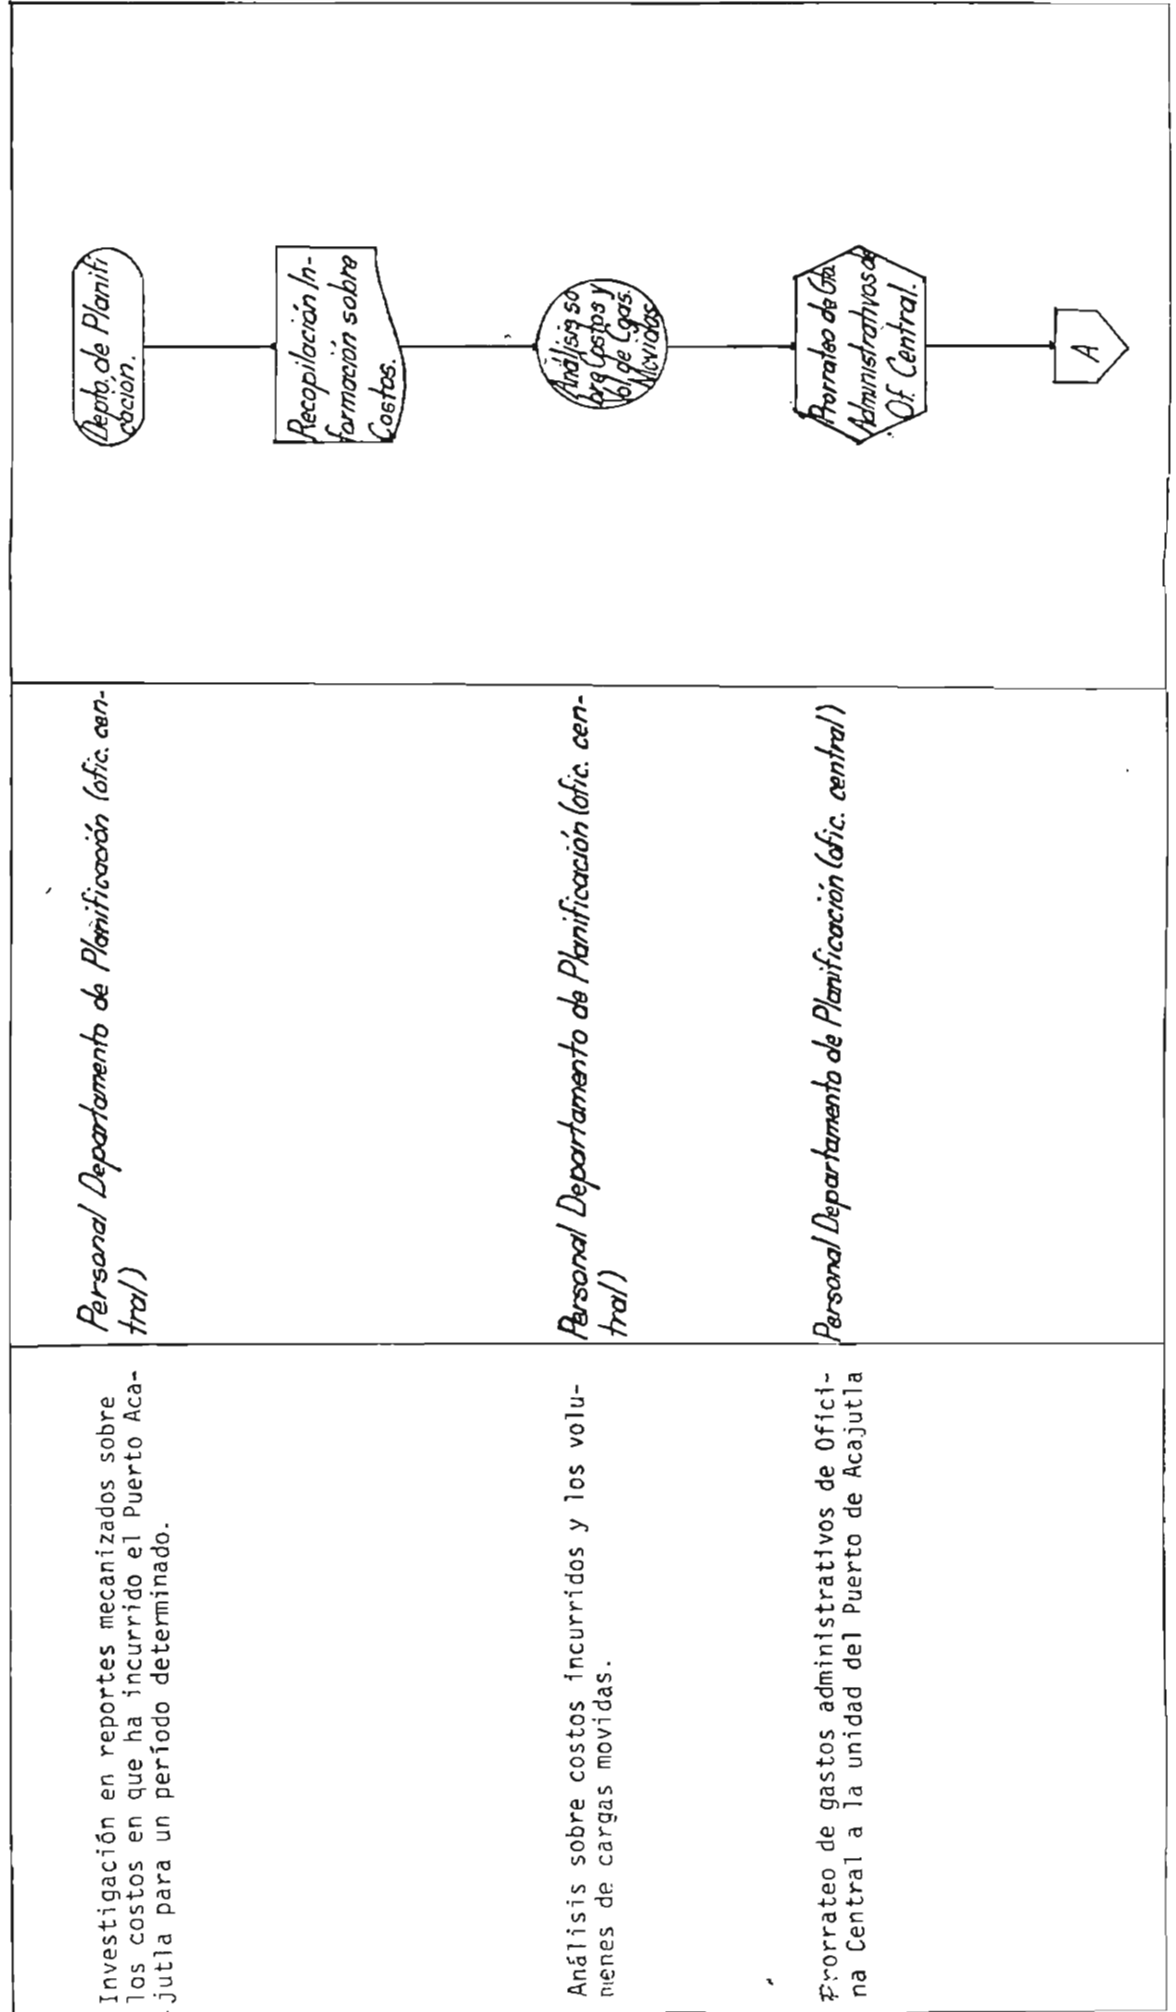 Investigación en reportes mecanizados sobre
los costos en que ha incurrido el Puerto Aca-
jutla para un período determinado.
Análisis sobre costos incurridos y los volu-
menes de cargas movidas.
Prorrateo de gastos administrativos de Ofici-
na Central a la unidad del Puerto de Acajutla
Personal Departamento de Planificación (ofic. cen-
tral)
Personal Departamento de Planificación (ofic. cen-
tral)
Personal Departamento de Planificación (ofic. central)
Depto. de Planifi
cación.
Recopilación In-
formación sobre
Costos.
Análisis so
bre Costos y
Vol. de Cgas.
Movidas
Prorrateo de Gto.
Administrativos de
Of. Central.
A